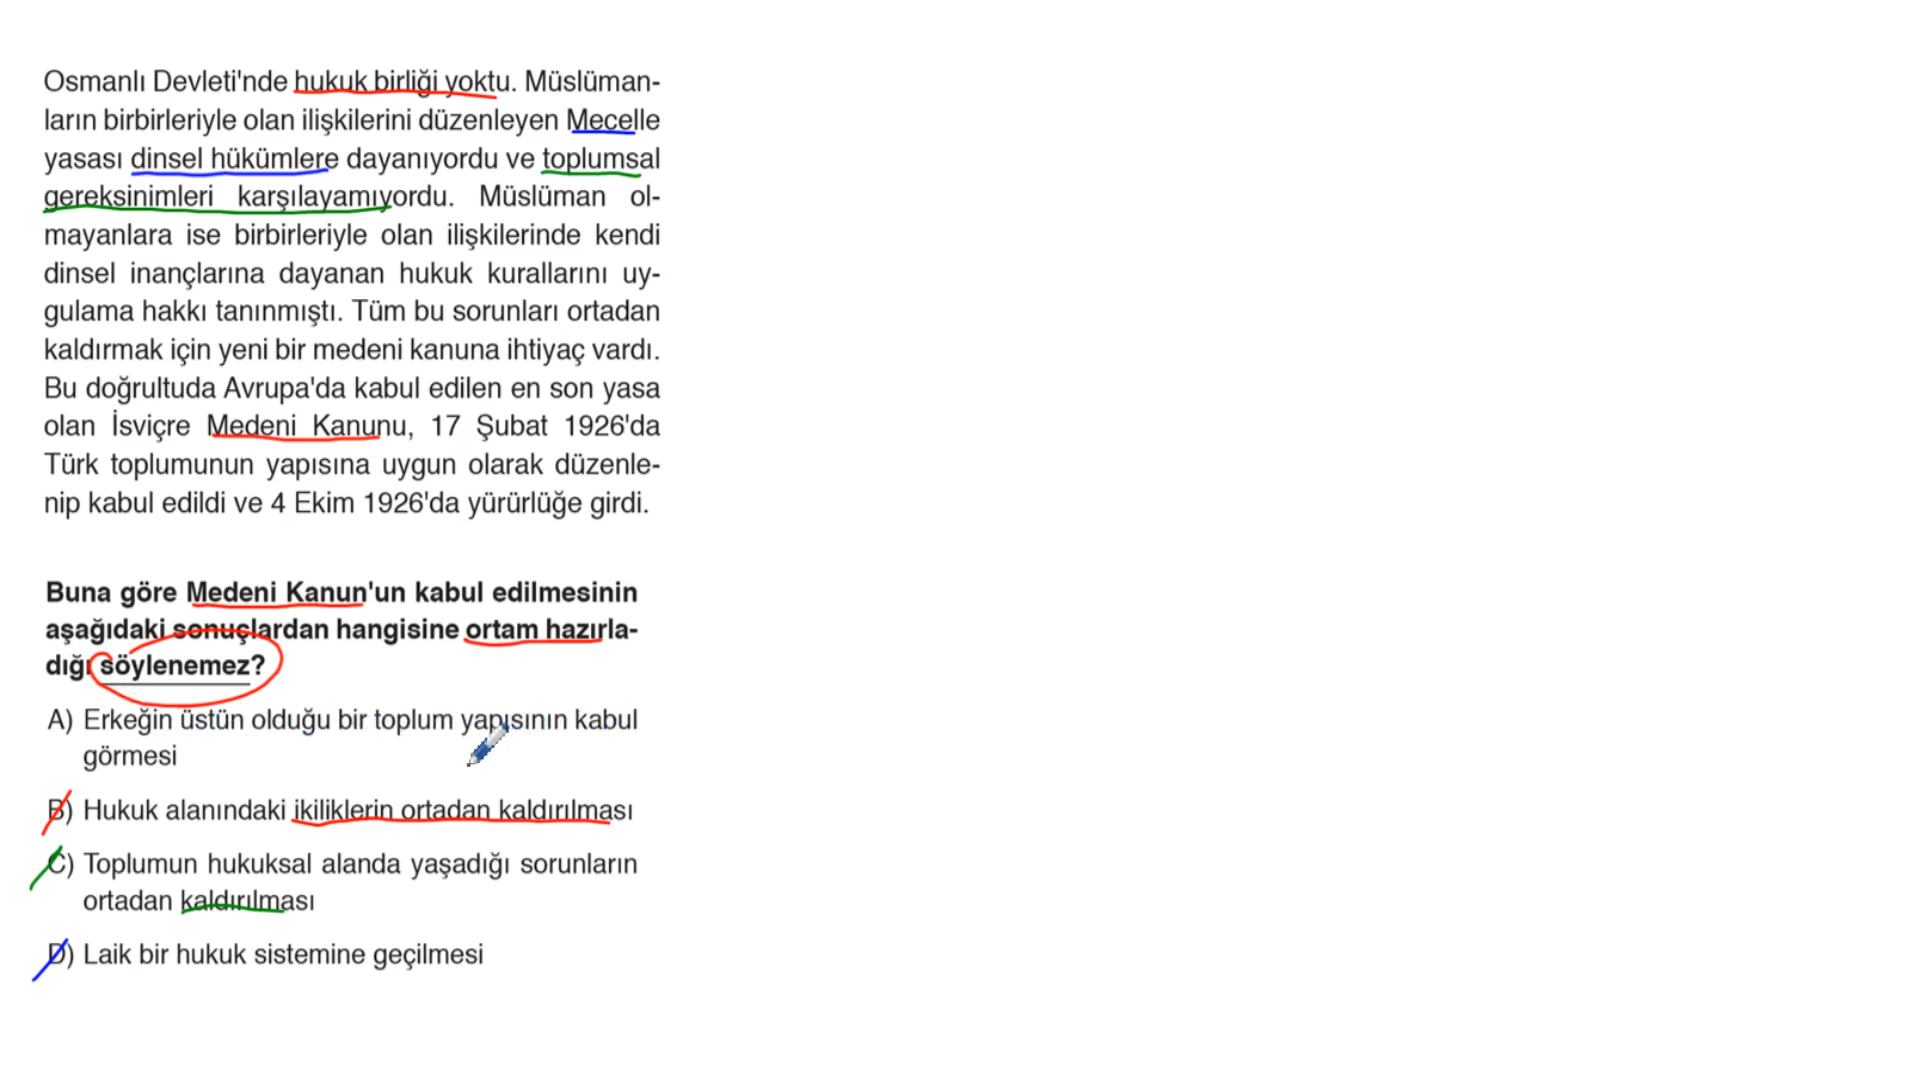 Osmanlı Devleti'nde hukuk birliği yoktu. Müslüman-
ların birbirleriyle olan ilişkilerini düzenleyen Mecelle
yasası dinsel hükümlere dayanıyordu ve toplumsal
gereksinimleri karşılayamıyordu. Müslüman ol-
mayanlara ise birbirleriyle olan ilişkilerinde kendi
dinsel inançlarına dayanan hukuk kurallarını uy-
gulama hakkı tanınmıştı. Tüm bu sorunları ortadan
kaldırmak için yeni bir medeni kanuna ihtiyaç vardı.
Bu doğrultuda Avrupa'da kabul edilen en son yasa
olan İsviçre Medeni Kanunu, 17 Şubat 1926'da
Türk toplumunun yapısına uygun olarak düzenle-
nip kabul edildi ve 4 Ekim 1926'da yürürlüğe girdi.
Buna göre Medeni Kanun'un kabul edilmesinin
aşağıdaki sonuçlardan hangisine ortam hazırla-
dığı söylenemez?
A) Erkeğin üstün olduğu bir toplum yapısının kabul
görmesi
B) Hukuk alanındaki ikiliklerin ortadan kaldırılması
C) Toplumun hukuksal alanda yaşadığı sorunların
ortadan kaldırılması
D) Laik bir hukuk sistemine geçilmesi